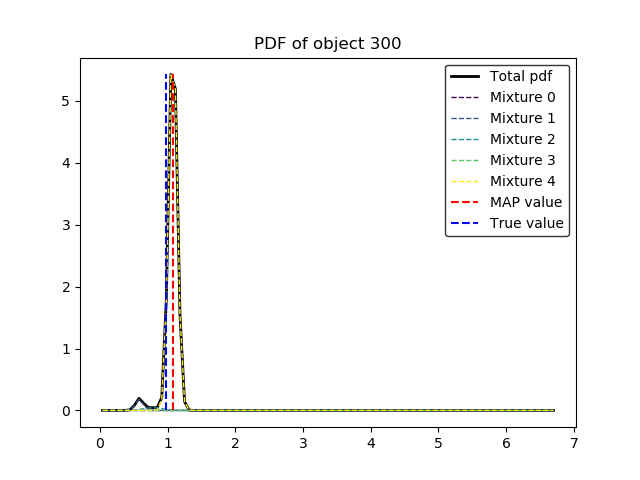 PDF of object 300
Total pdf
Mixture 0
Mixture 1
Mixture 2
Mixture 3
Mixture 4
MAP value
True value
5
4
3
2
1
0
0 1 2 3 4 5 6 7